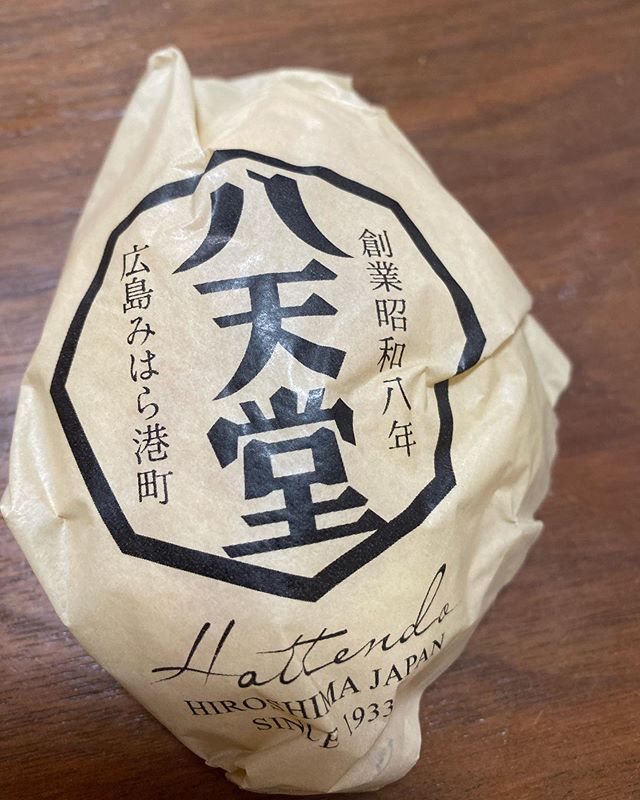 創業昭和八年
八天堂
広島みはら港町
Hattendo
HIROSHIMA JAPAN
SINCE 1933